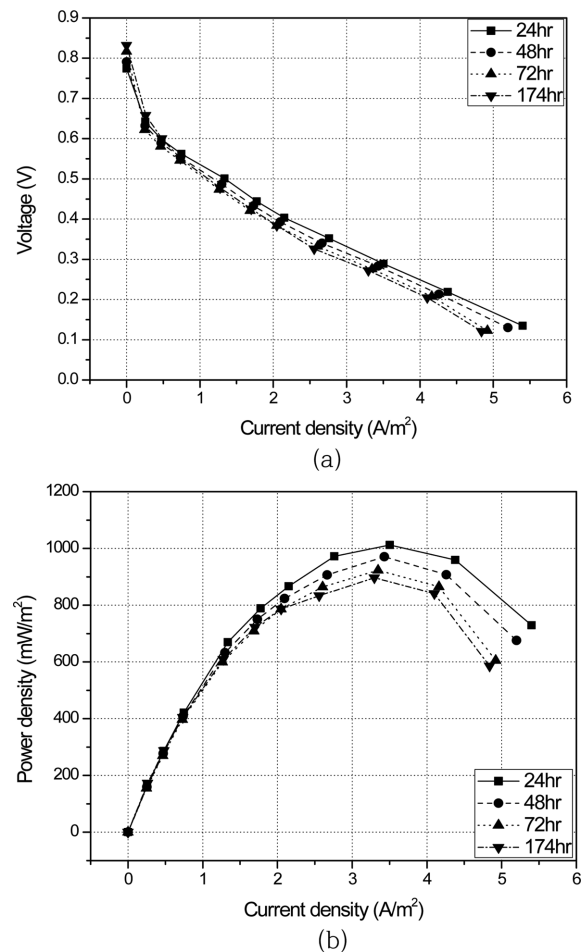 0.9
0.8
0.7
0.6
0.5
0.4
0.3
0.2
0.1
0.0
Voltage (V)
24hr
48hr
72hr
174hr
0 1 2 3 4 5 6
Current density (A/m²)
(a)
1200
1000
800
600
400
200
0
Power density (mW/m²)
24hr
48hr
72hr
174hr
0 1 2 3 4 5 6
Current density (A/m²)
(b)